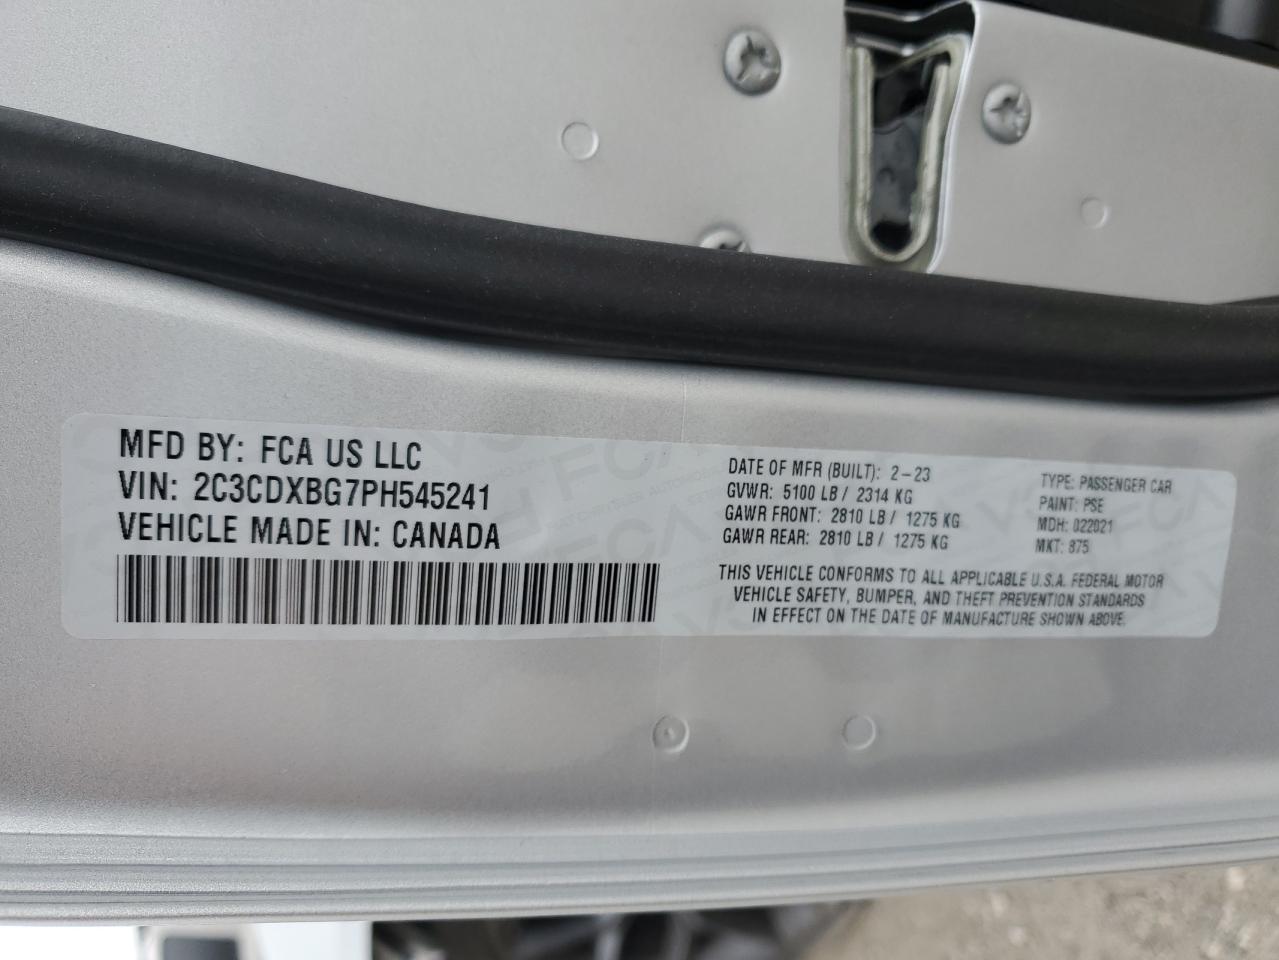 MFD BY: FCA US LLC
VIN: 2C3CDXBG7PH545241
VEHICLE MADE IN: CANADA
DATE OF MFR (BUILT): 2-23
GVWR: 5100 LB / 2314 KG
GAWR FRONT: 2810 LB / 1275 KG
GAWR REAR: 2810 LB / 1275 KG
TYPE: PASSENGER CAR
PAINT: PSE
MDH: 022021
MKT: 875
THIS VEHICLE CONFORMS TO ALL APPLICABLE U.S.A. FEDERAL MOTOR
VEHICLE SAFETY, BUMPER, AND THEFT PREVENTION STANDARDS
IN EFFECT ON THE DATE OF MANUFACTURE SHOWN ABOVE.